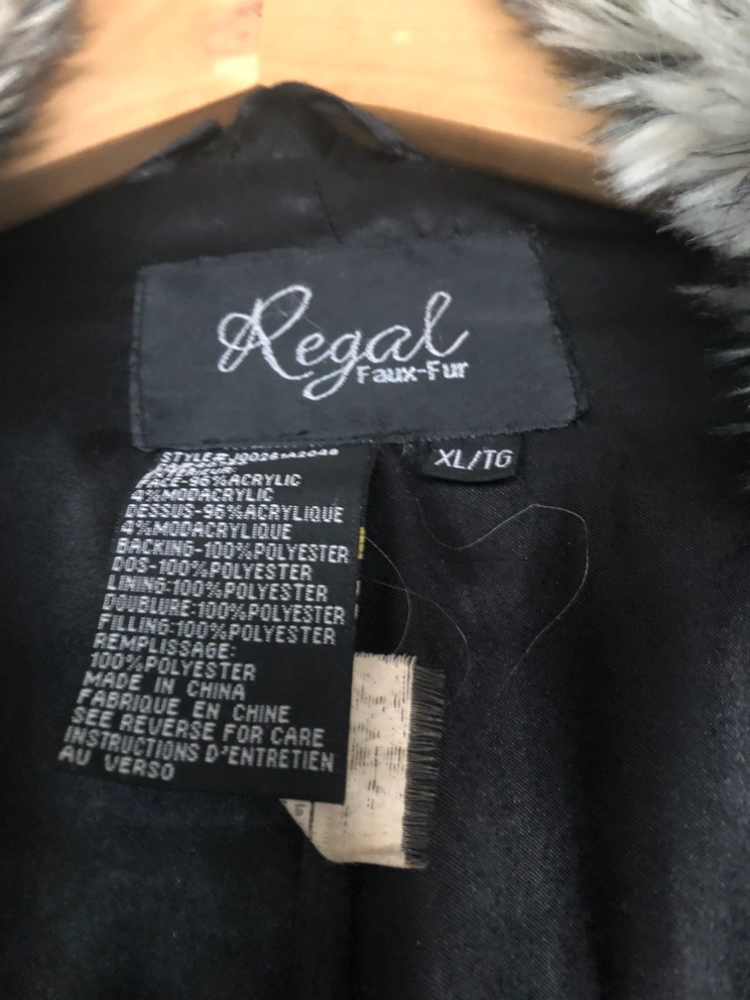 Regal
Faux-Fur
XL/TG
FACE-96%ACRYLIC
4%MODACRYLIC
DESSUS-96%ACRYLIQUE
4%MODACRYLIQUE
BACKING-100%POLYESTER
DOS-100%POLYESTER
LINING:100%POLYESTER
DOUBLURE:100%POLYESTER
FILLING:100%POLYESTER
REMPLISSAGE:
100%POLYESTER
MADE IN CHINA
FABRIQUE EN CHINE
SEE REVERSE FOR CARE
INSTRUCTIONS D'ENTRETIEN
AU VERSO